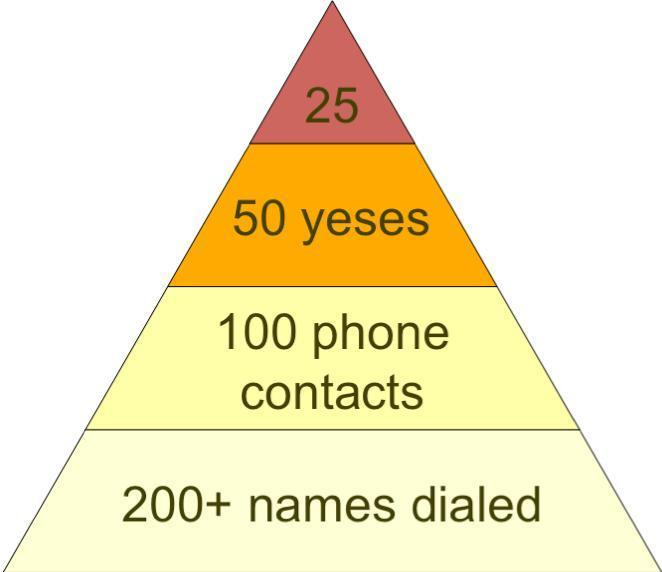 25
50 yeses
100 phone
contacts
200+ names dialed